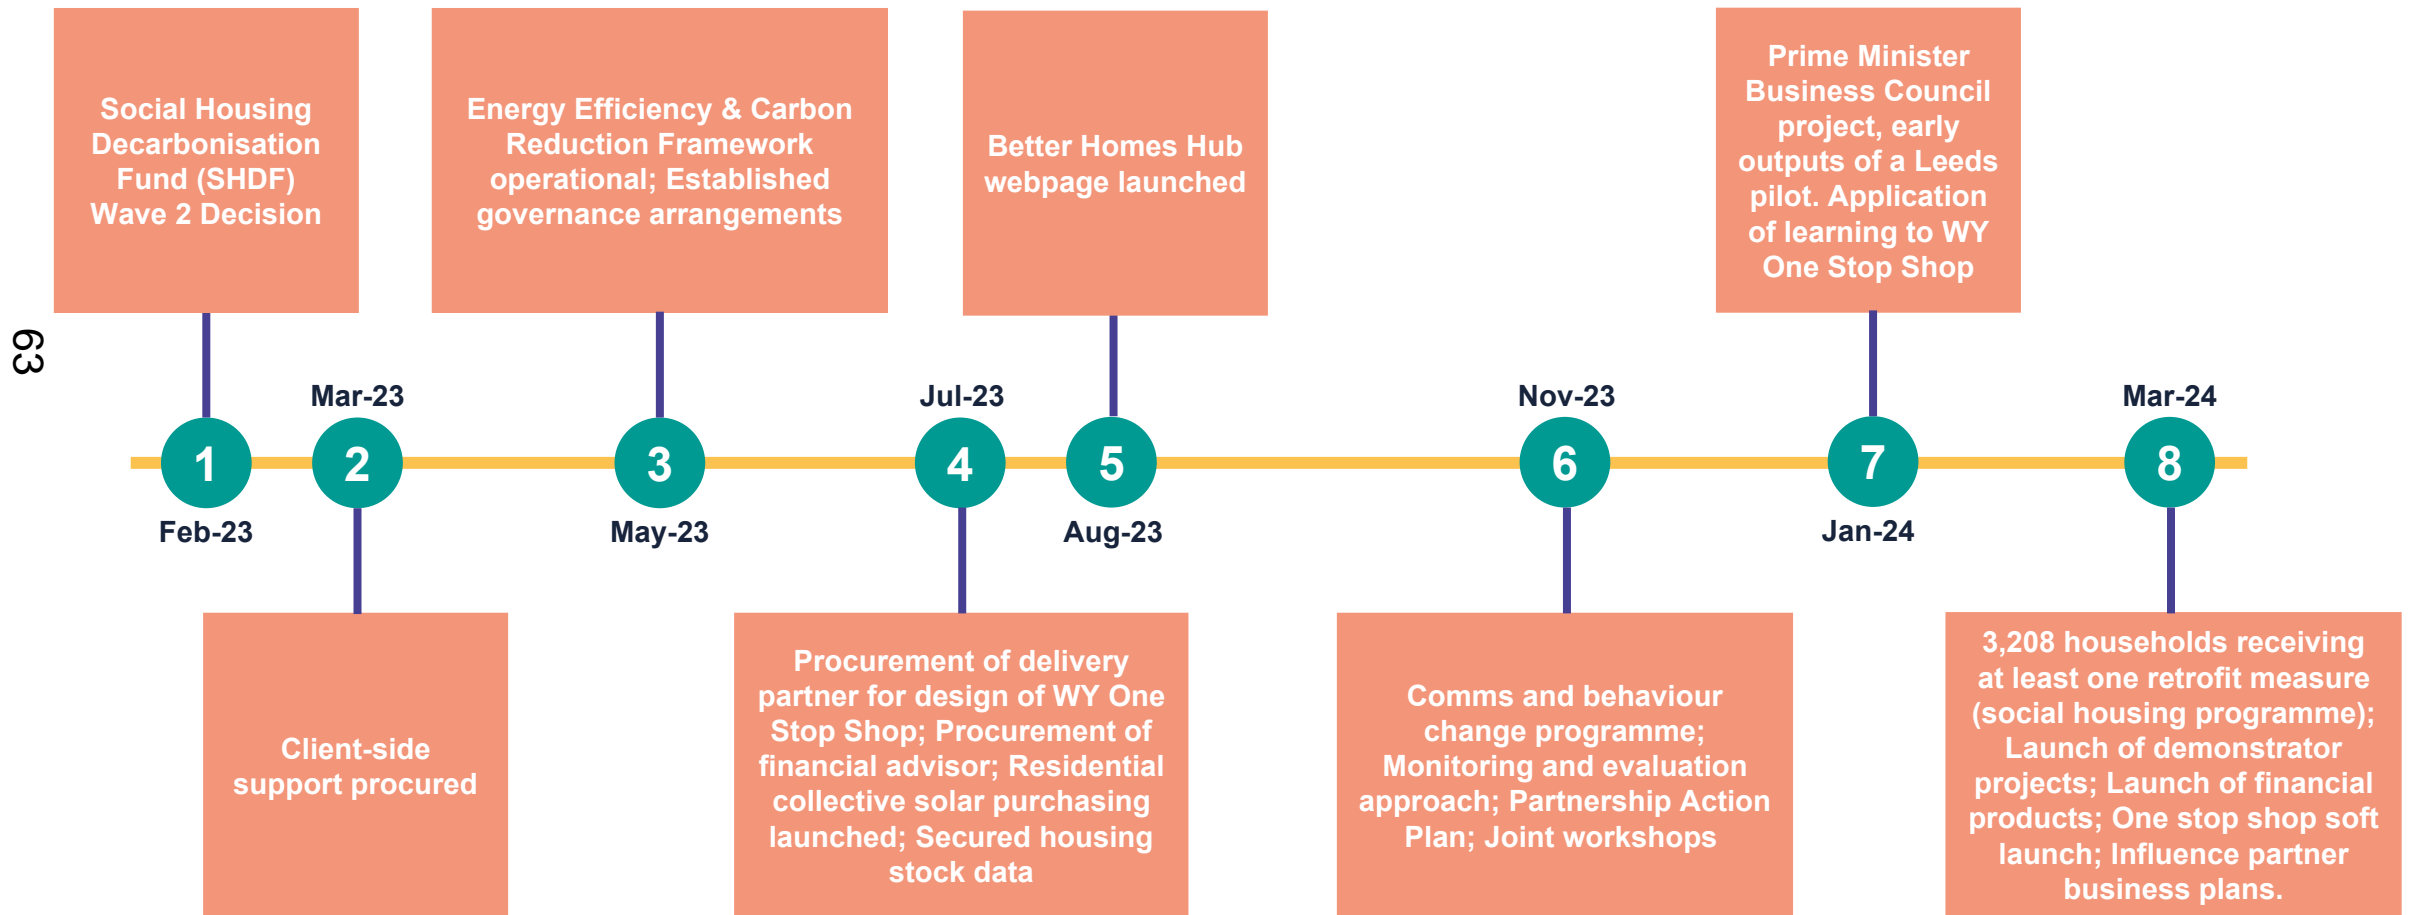 Social Housing
Decarbonisation
Fund (SHDF)
Wave 2 Decision
Energy Efficiency & Carbon
Reduction Framework
operational; Established
governance arrangements
Better Homes Hub
webpage launched
Prime Minister
Business Council
project, early
outputs of a Leeds
pilot. Application
of learning to WY
One Stop Shop
63
Mar-23
Jul-23
Nov-23
Mar-24
1
2
3
4
5
6
7
8
Feb-23
May-23
Aug-23
Jan-24
Client-side
support procured
Procurement of delivery
partner for design of WY One
Stop Shop; Procurement of
financial advisor; Residential
collective solar purchasing
launched; Secured housing
stock data
Comms and behaviour
change programme;
Monitoring and evaluation
approach; Partnership Action
Plan; Joint workshops
3,208 households receiving
at least one retrofit measure
(social housing programme);
Launch of demonstrator
projects; Launch of financial
products; One stop shop soft
launch; Influence partner
business plans.